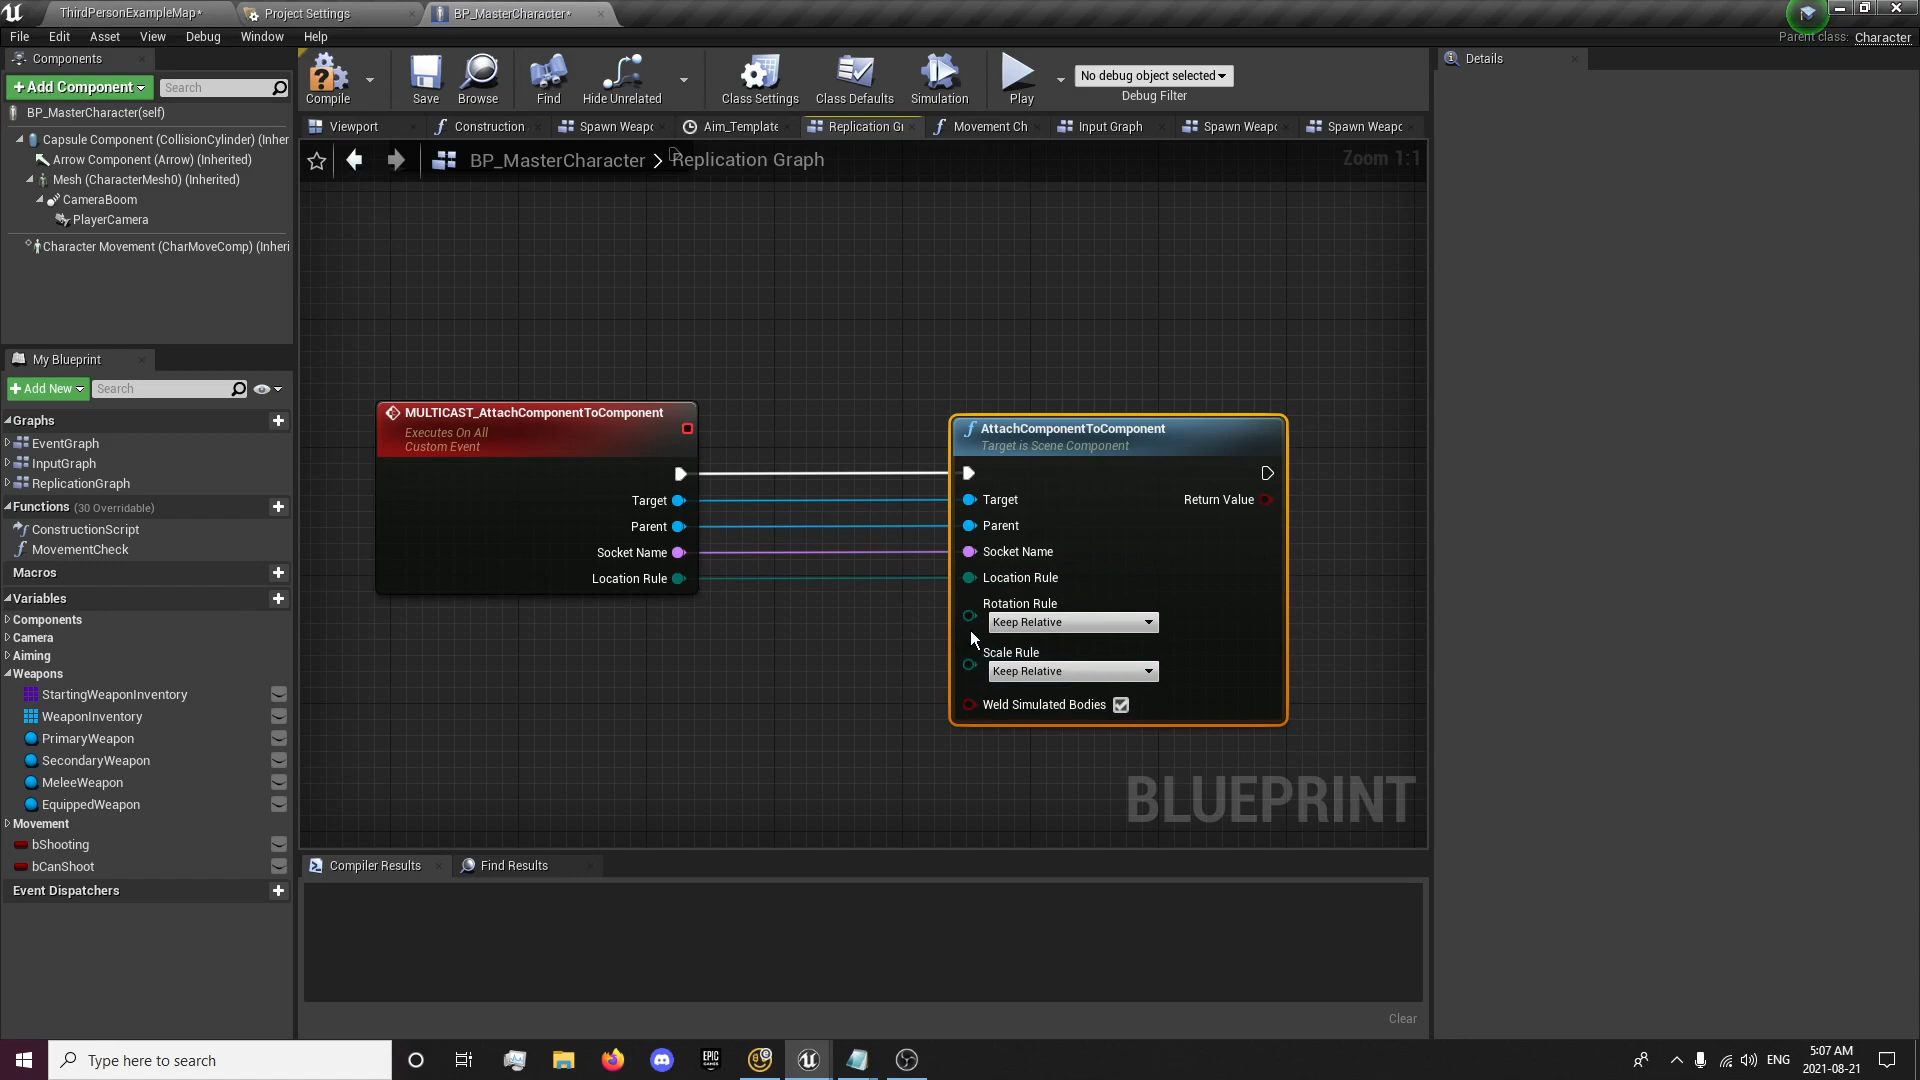 ThirdPersonExampleMap*
Project Settings
BP_MasterCharacter*
File Edit Asset View Debug Window Help
Parent class: Character
Components
+Add Component
Search
BP_MasterCharacter(self)
Capsule Component (CollisionCylinder) (Inher
Arrow Component (Arrow) (Inherited)
Mesh (CharacterMesh0) (Inherited)
CameraBoom
PlayerCamera
Character Movement (CharMoveComp) (Inheri
My Blueprint
+Add New
Search
Graphs
EventGraph
InputGraph
ReplicationGraph
Functions (30 Overridable)
ConstructionScript
MovementCheck
Macros
Variables
Components
Camera
Aiming
Weapons
StartingWeaponInventory
WeaponInventory
PrimaryWeapon
SecondaryWeapon
MeleeWeapon
EquippedWeapon
Movement
bShooting
bCanShoot
Event Dispatchers
Compile
Save
Browse
Find
Hide Unrelated
Class Settings
Class Defaults
Simulation
Play
No debug object selected
Debug Filter
Viewport
Construction
Spawn Weapc
Aim_Template
Replication Gi
Movement Ch
Input Graph
Spawn Weapc
Spawn Weapc
BP_MasterCharacter > Replication Graph
Zoom 1:1
MULTICAST_AttachComponentToComponent
Executes On All
Custom Event
Target
Parent
Socket Name
Location Rule
AttachComponentToComponent
Target is Scene Component
Target
Return Value
Parent
Socket Name
Location Rule
Rotation Rule
Keep Relative
Scale Rule
Keep Relative
Weld Simulated Bodies
BLUEPRINT
Compiler Results
Find Results
Clear
Details
Type here to search
EPIC
ENG
5:07 AM
2021-08-21